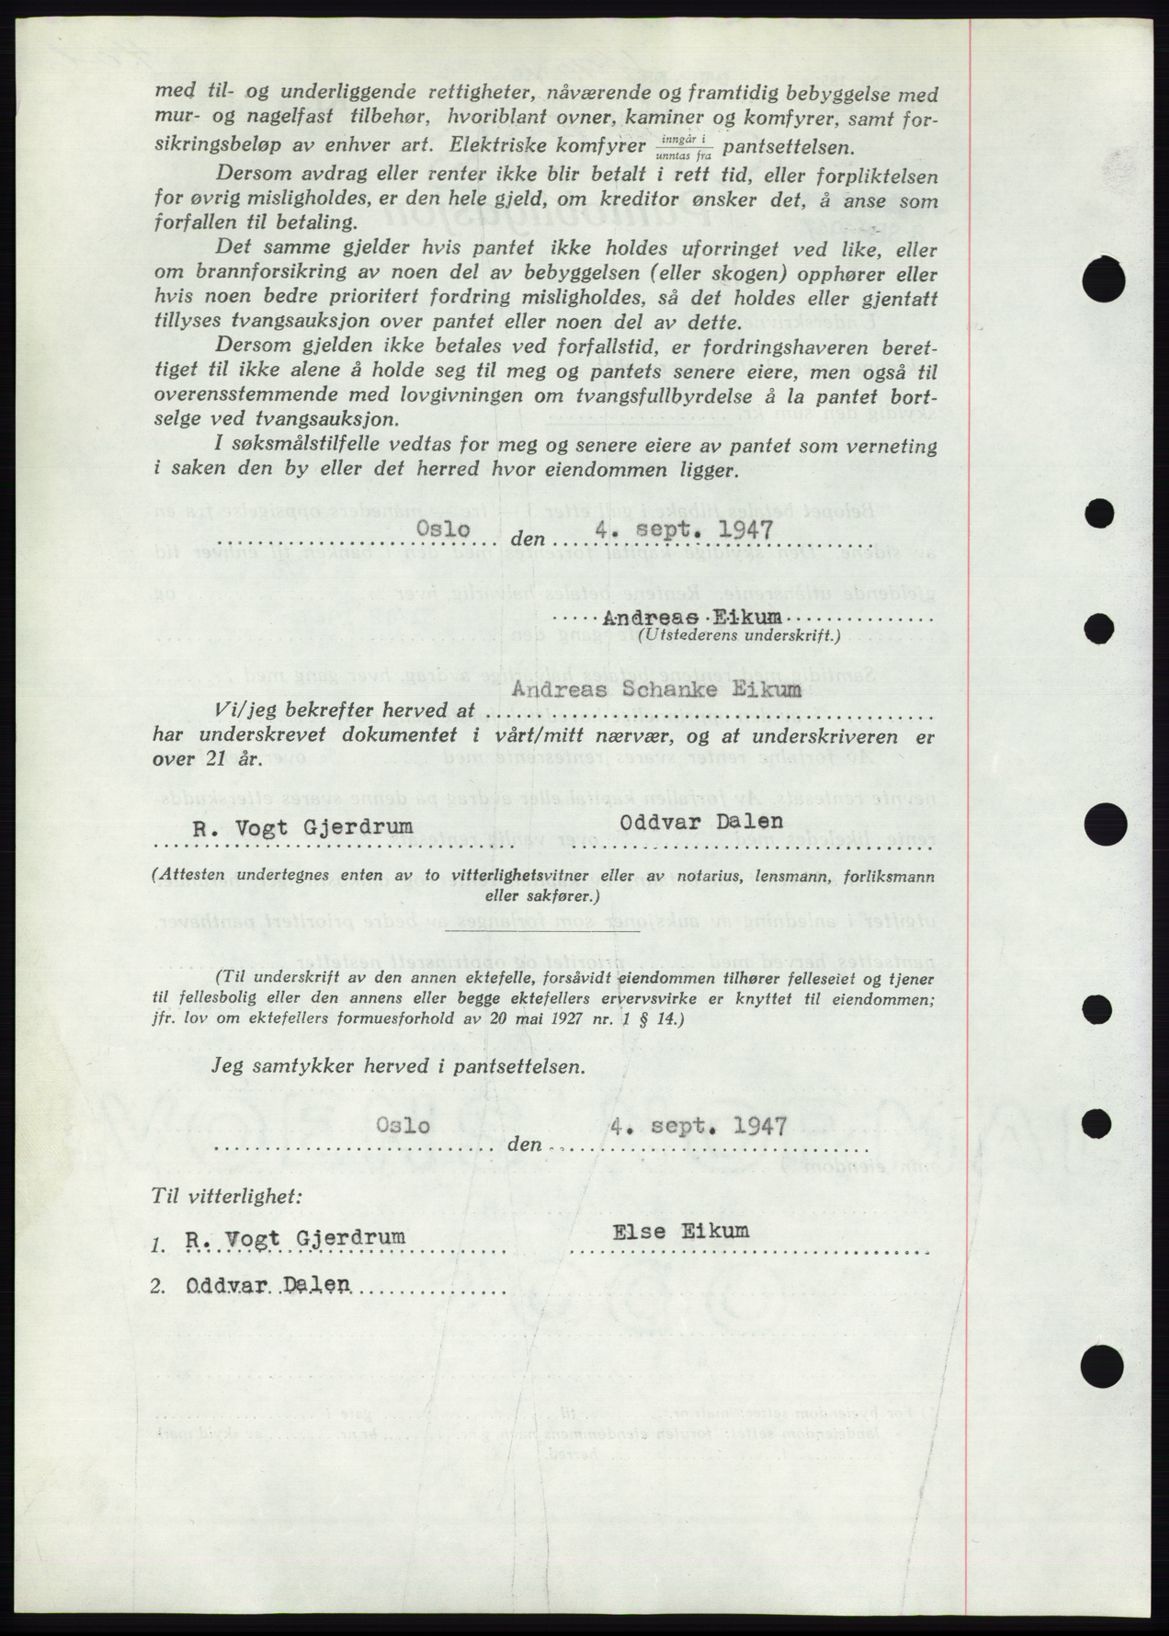 med til- og underliggende rettigheter, nåværende og framtidig bebyggelse med
mur- og nagelfast tilbehør, hvoriblant ovner, kaminer og komfyrer, samt for-
sikringsbeløp av enhver art. Elektriske komfyrer inngår i / unntas fra pantsettelsen.
Dersom avdrag eller renter ikke blir betalt i rett tid, eller forpliktelsen
for øvrig misligholdes, er den hele gjeld, om kreditor ønsker det, å anse som
forfallen til betaling.
Det samme gjelder hvis pantet ikke holdes uforringet ved like, eller
om brannforsikring av noen del av bebyggelsen (eller skogen) opphører eller
hvis noen bedre prioritert fordring misligholdes, så det holdes eller gjentatt
tillyses tvangsauksjon over pantet eller noen del av dette.
Dersom gjelden ikke betales ved forfallstid, er fordringshaveren beret-
tiget til ikke alene å holde seg til meg og pantets senere eiere, men også til
overensstemmende med lovgivningen om tvangsfullbyrdelse å la pantet bort-
selge ved tvangsauksjon.
I søksmålstilfelle vedtas for meg og senere eiere av pantet som verneting
i saken den by eller det herred hvor eiendommen ligger.
Oslo den 4. sept. 1947
Andreas Eikum
(Utstederens underskrift.)
Andreas Schanke Eikum
Vi/jeg bekrefter herved at
har underskrevet dokumentet i vårt/mitt nærvær, og at underskriveren er
over 21 år.
R. Vogt Gjerdrum Oddvar Dalen
(Attesten undertegnes enten av to vitterlighetsvitner eller av notarius, lensmann, forliksmann
eller sakfører.)
(Til underskrift av den annen ektefelle, forsåvidt eiendommen tilhører felleseiet og tjener
til fellesbolig eller den annens eller begge ektefellers ervervsvirke er knyttet til eiendommen;
jfr. lov om ektefellers formuesforhold av 20 mai 1927 nr. 1 § 14.)
Jeg samtykker herved i pantsettelsen.
Oslo den 4. sept. 1947
Til vitterlighet:
1. R. Vogt Gjerdrum Else Eikum
2. Oddvar Dalen